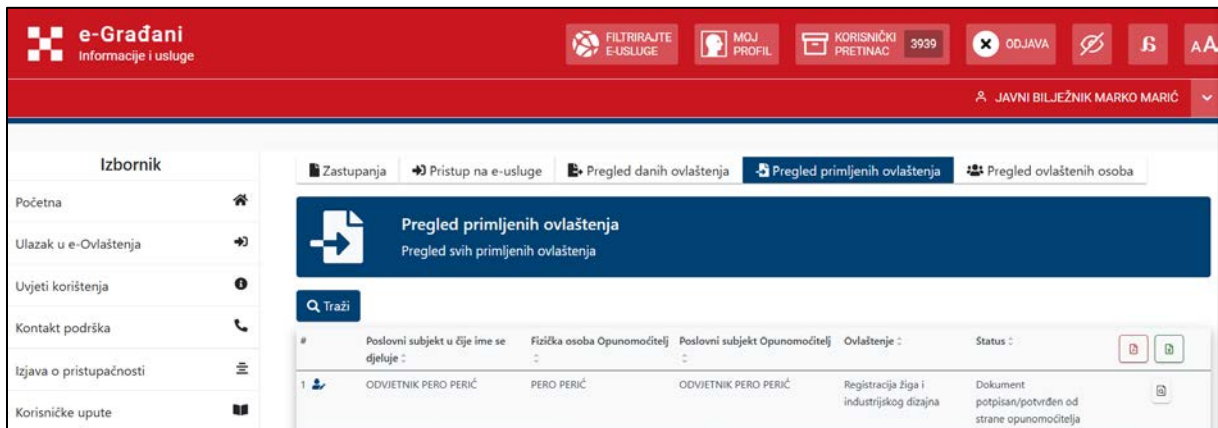 e-Građani
Informacije i usluge
FILTRIRAJTE
E-USLUGE
MOJ
PROFIL
KORISNIČKI
PRETINAC
3939
ODJAVA
AA
JAVNI BILJEŽNIK MARKO MARIĆ
Izbornik
Početna
Ulazak u e-Ovlaštenja
Uvjeti korištenja
Kontakt podrška
Izjava o pristupačnosti
Korisničke upute
Zastupanja
Pristup na e-usluge
Pregled danih ovlaštenja
Pregled primljenih ovlaštenja
Pregled ovlaštenih osoba
Pregled primljenih ovlaštenja
Pregled svih primljenih ovlaštenja
Traži
# Poslovni subjekt u čije ime se Fizička osoba Opunomoćitelj Poslovni subjekt Opunomoćitelj Ovlaštenje Status
djeluje
1 ODVJETNIK PERO PERIĆ PERO PERIĆ ODVJETNIK PERO PERIĆ Registracija žiga i Dokument
industrijskog dizajna potpisan/potvrđen od
strane opunomoćitelja